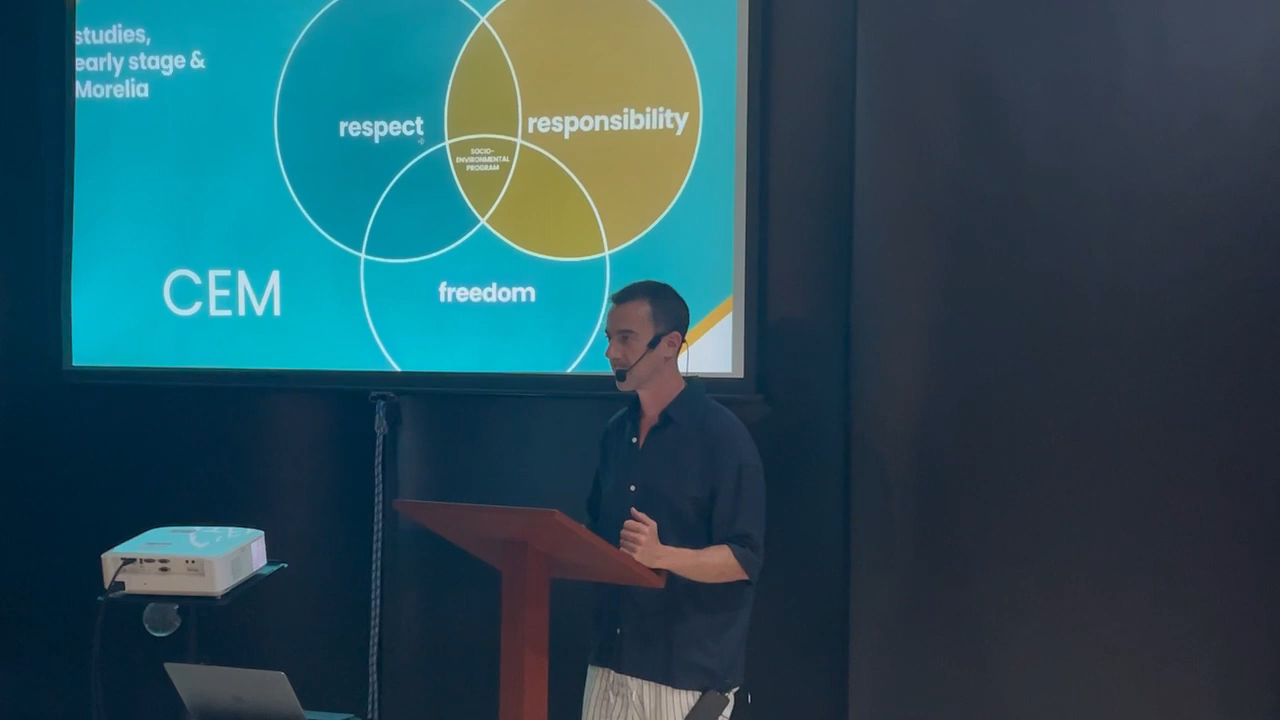 studies,
early stage &
Morelia
respect
responsibility
SOCIO-
ENVIRONMENTAL
PROGRAM
freedom
CEM